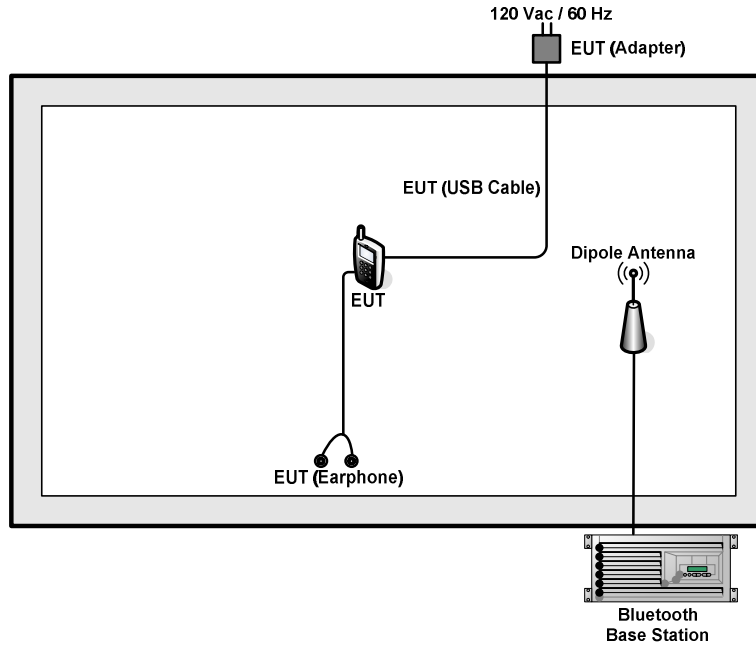 120 Vac / 60 Hz
EUT (Adapter)
EUT (USB Cable)
Dipole Antenna
EUT
EUT (Earphone)
Bluetooth
Base Station